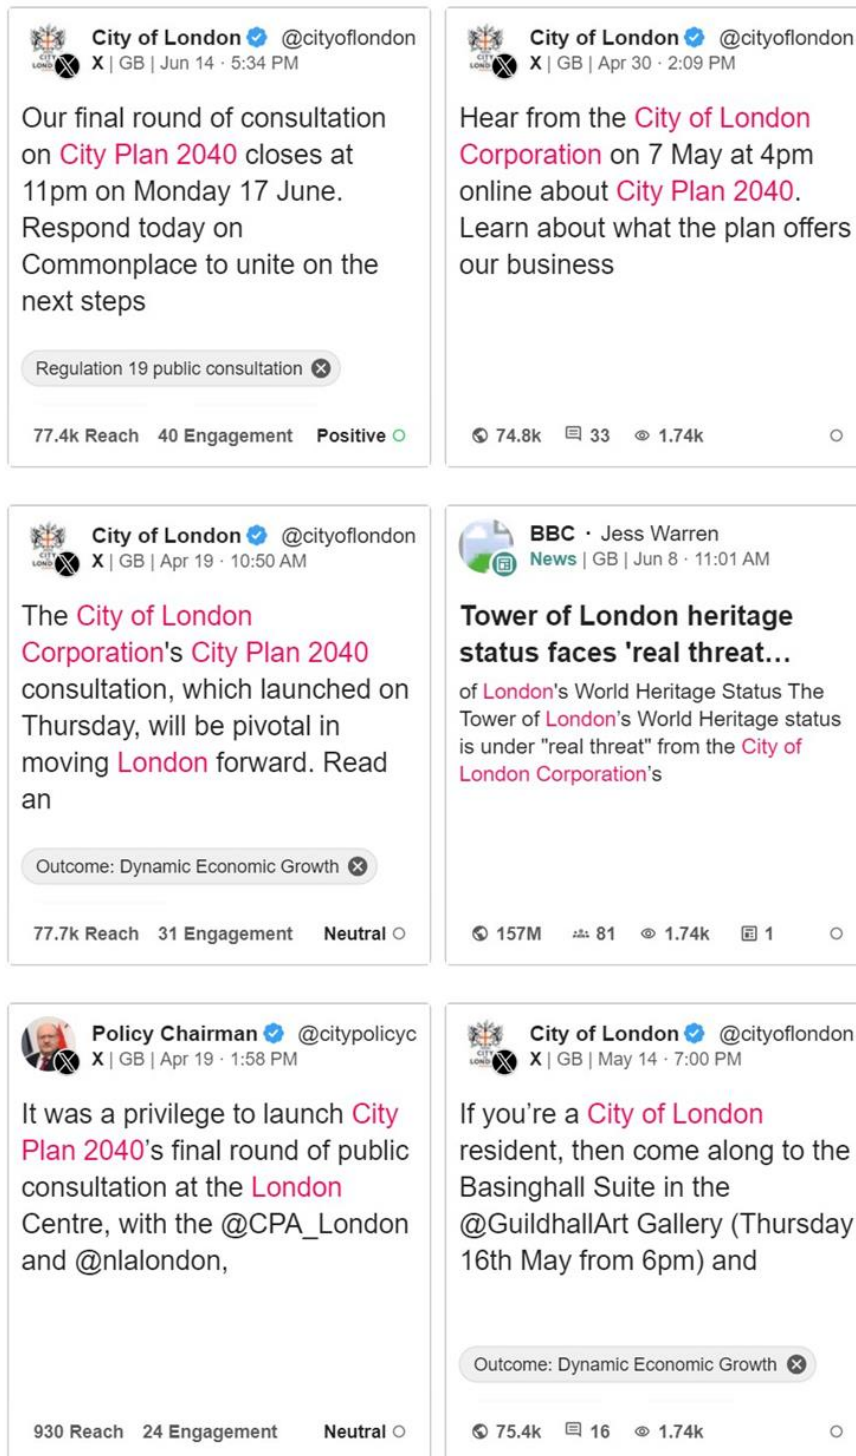 City of London @cityoflondon
X | GB | Jun 14 · 5:34 PM
Our final round of consultation
on City Plan 2040 closes at
11pm on Monday 17 June.
Respond today on
Commonplace to unite on the
next steps
Regulation 19 public consultation
77.4k Reach 40 Engagement Positive
City of London @cityoflondon
X | GB | Apr 30 · 2:09 PM
Hear from the City of London
Corporation on 7 May at 4pm
online about City Plan 2040.
Learn about what the plan offers
our business
74.8k 33 1.74k
City of London @cityoflondon
X | GB | Apr 19 · 10:50 AM
The City of London
Corporation's City Plan 2040
consultation, which launched on
Thursday, will be pivotal in
moving London forward. Read
an
Outcome: Dynamic Economic Growth
77.7k Reach 31 Engagement Neutral
BBC · Jess Warren
News | GB | Jun 8 · 11:01 AM
Tower of London heritage
status faces 'real threat...
of London's World Heritage Status The
Tower of London's World Heritage status
is under "real threat" from the City of
London Corporation's
157M 81 1.74k 1
Policy Chairman @citypolicyc
X | GB | Apr 19 · 1:58 PM
It was a privilege to launch City
Plan 2040's final round of public
consultation at the London
Centre, with the @CPA_London
and @nlalondon,
930 Reach 24 Engagement Neutral
City of London @cityoflondon
X | GB | May 14 · 7:00 PM
If you're a City of London
resident, then come along to the
Basinghall Suite in the
@GuildhallArt Gallery (Thursday
16th May from 6pm) and
Outcome: Dynamic Economic Growth
75.4k 16 1.74k